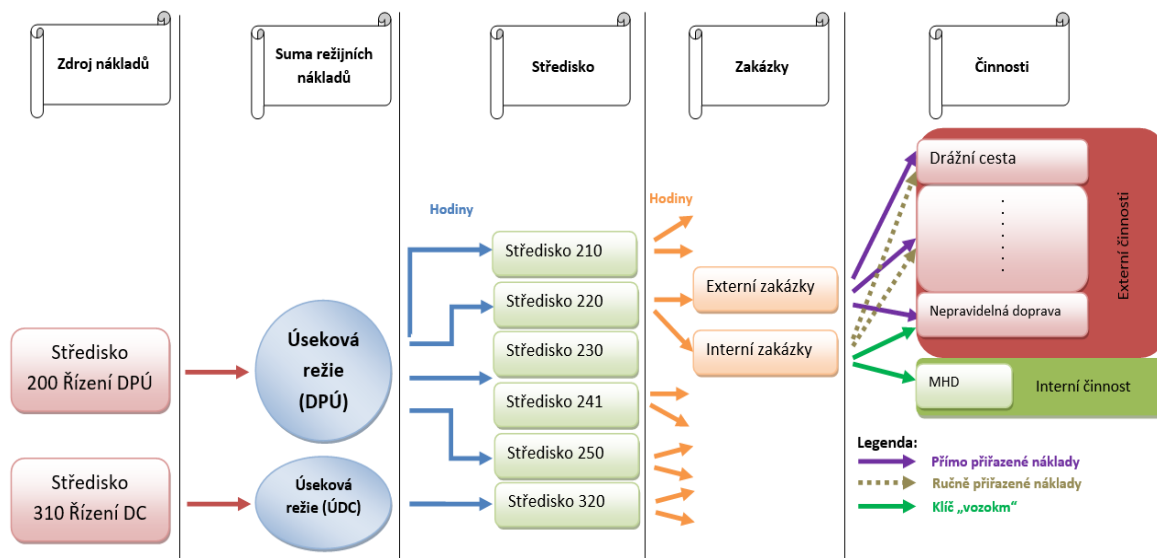 Zdroj nákladů
Suma režijních
nákladů
Středisko
Zakázky
Činnosti
Středisko
200 Řízení DPÚ
Středisko
310 Řízení DC
Úseková
režie
(DPÚ)
Úseková
režie (ÚDC)
Hodiny
Středisko 210
Středisko 220
Středisko 230
Středisko 241
Středisko 250
Středisko 320
Hodiny
Externí zakázky
Interní zakázky
Drážní cesta
Nepravidelná doprava
Externí činnosti
MHD
Interní činnost
Legenda:
Přímo přiřazené náklady
Ručně přiřazené náklady
Klíč „vozokm“